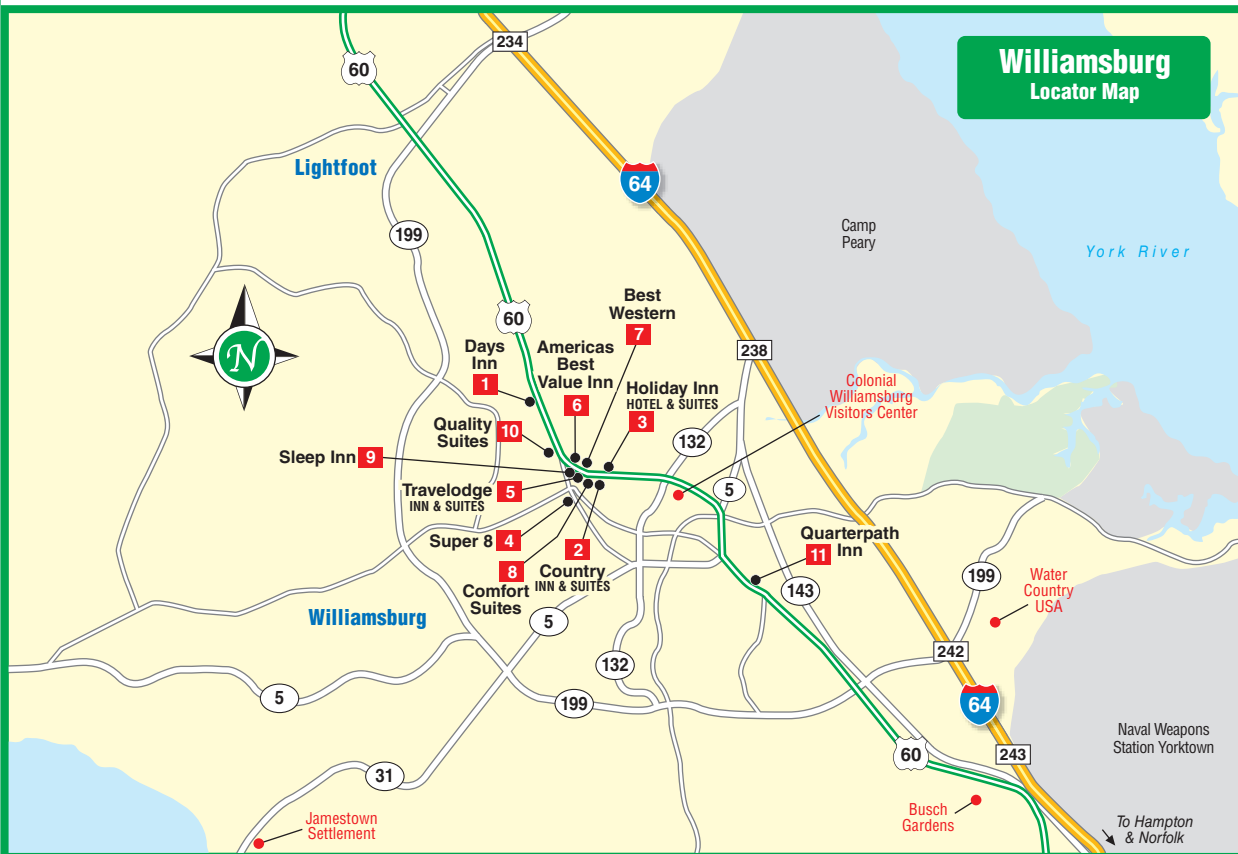 Williamsburg
Locator Map
234
60
Lightfoot
64
Camp
Peary
York River
199
N
60
Best
Western
7
238
Days
Inn
1
Americas
Best
Value Inn
6
Holiday Inn
HOTEL & SUITES
3
Colonial
Williamsburg
Visitors Center
Quality
Suites
10
132
Sleep Inn 9
Travelodge
INN & SUITES
5
5
Super 8 4
2
Country
INN & SUITES
8
Comfort
Suites
Quarterpath
Inn
11
199
Water
Country
USA
143
Williamsburg
5
242
132
5
199
64
Naval Weapons
Station Yorktown
60
243
31
Jamestown
Settlement
Busch
Gardens
To Hampton
& Norfolk